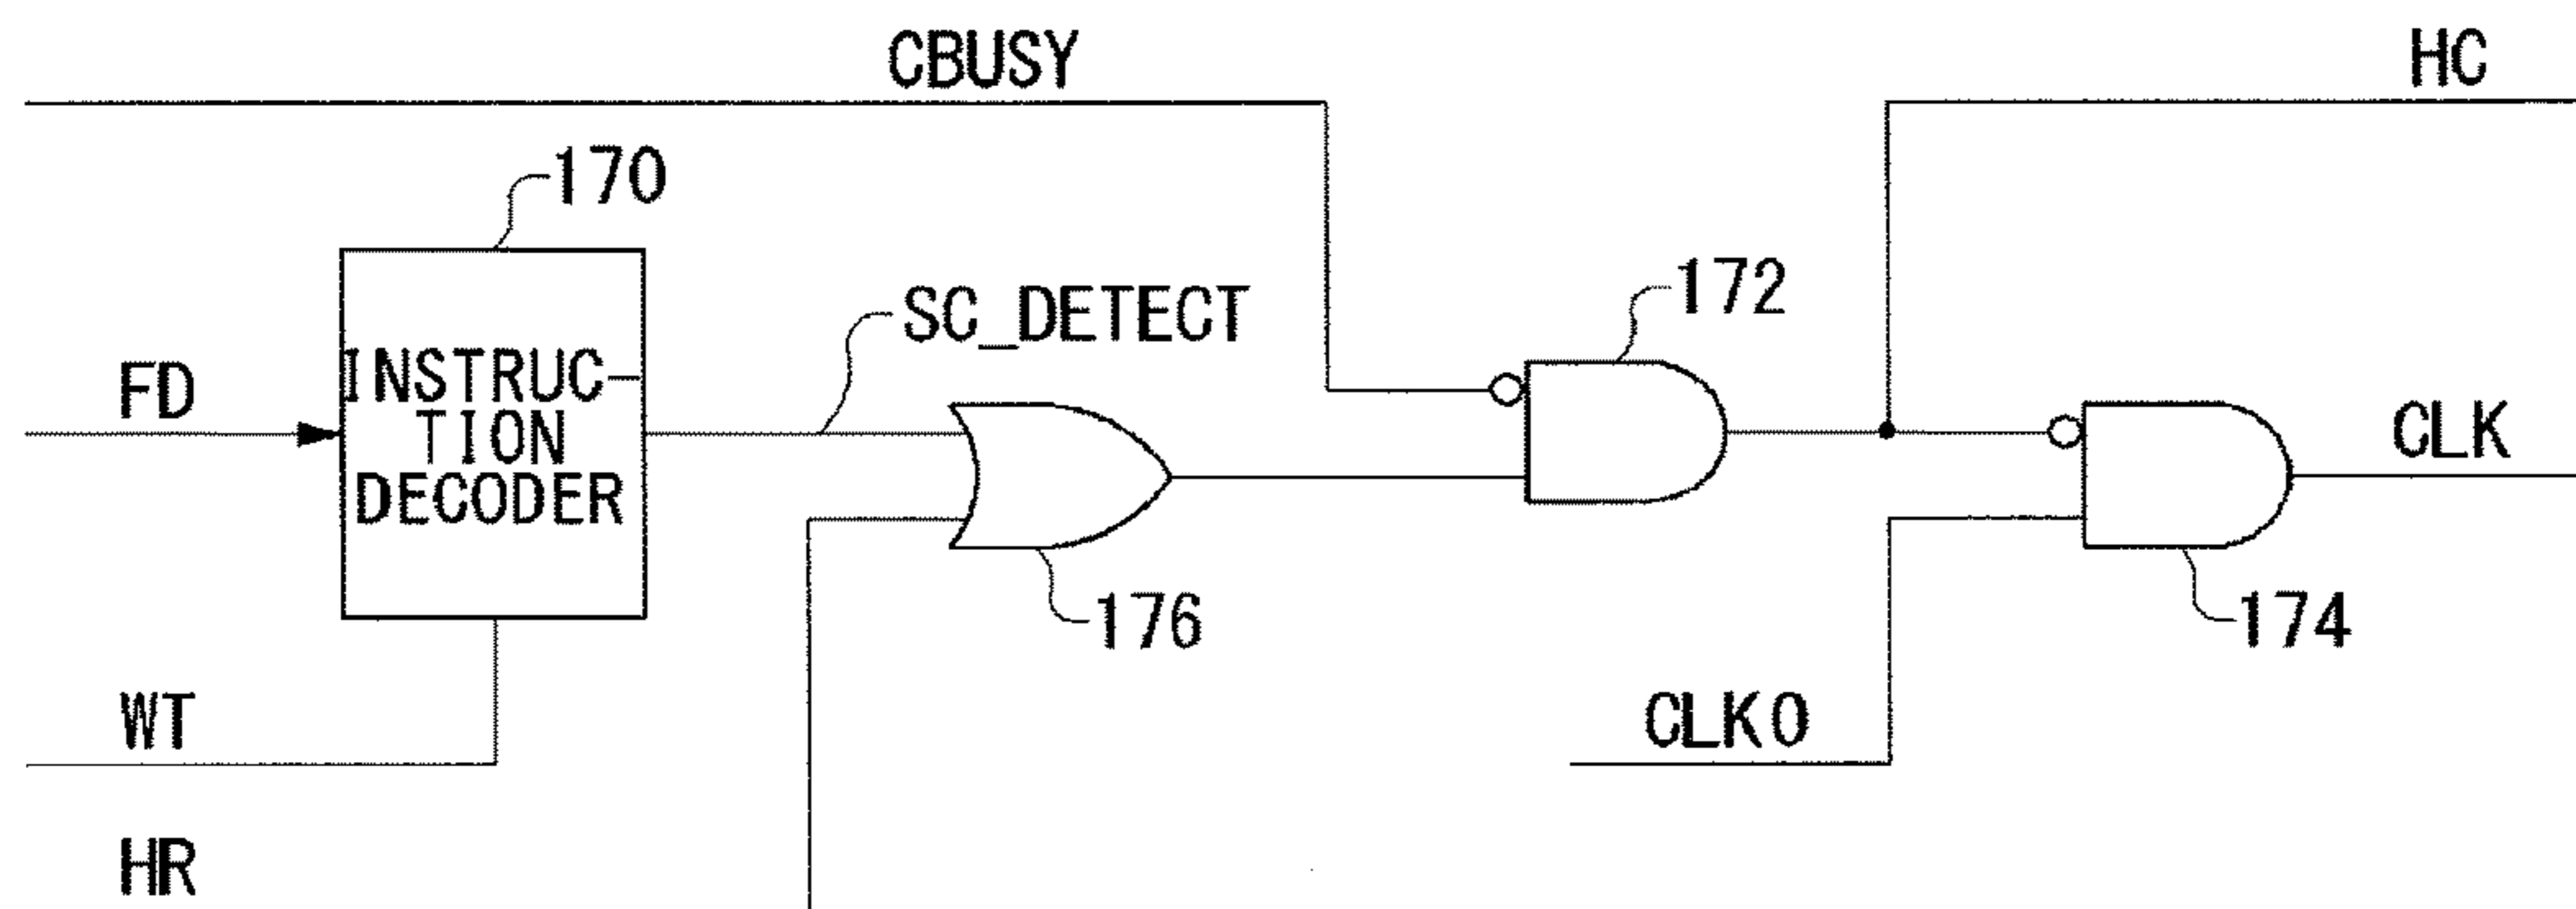 CBUSY
HC
170
172
SC_DETECT
FD
INSTRUC-
TION
DECODER
CLK
176
174
WT
CLK0
HR